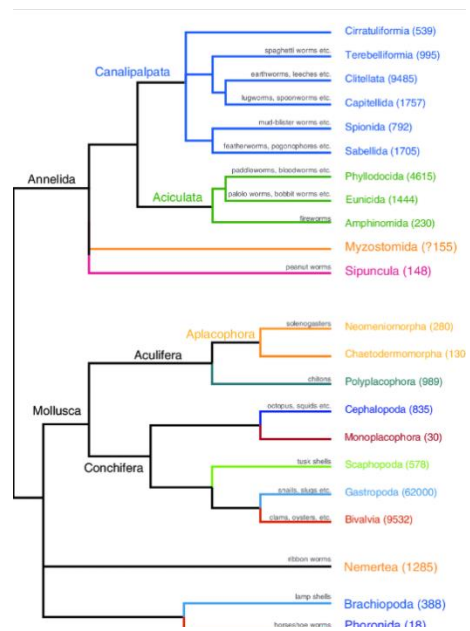 Cirratuliformia (539)
spaghetti worms etc.
Terebelliformia (995)
Canalipalpata
earthworms, leeches etc.
Clitellata (9485)
lugworms, spoonworms etc.
Capitellida (1757)
mud-blister worms etc.
Spionida (792)
featherworms, pogonophores etc.
Sabellida (1705)
paddleworms, bloodworms etc.
Phyllodocida (4615)
Annelida
palolo worms, bobbit worms etc.
Eunicida (1444)
Aciculata
fireworms
Amphinomida (230)
Myzostomida (?155)
peanut worms
Sipuncula (148)
solenogasters
Neomeniomorpha (280)
Aplacophora
Chaetodermomorpha (130
Aculifera
chitons
Polyplacophora (989)
octopus, squids etc.
Cephalopoda (835)
Mollusca
Monoplacophora (30)
tusk shells
Scaphopoda (578)
Conchifera
snails, slugs etc.
Gastropoda (62000)
clams, oysters, etc.
Bivalvia (9532)
ribbon worms
Nemertea (1285)
lamp shells
Brachiopoda (388)
horseshoe worms
Phoronida (18)